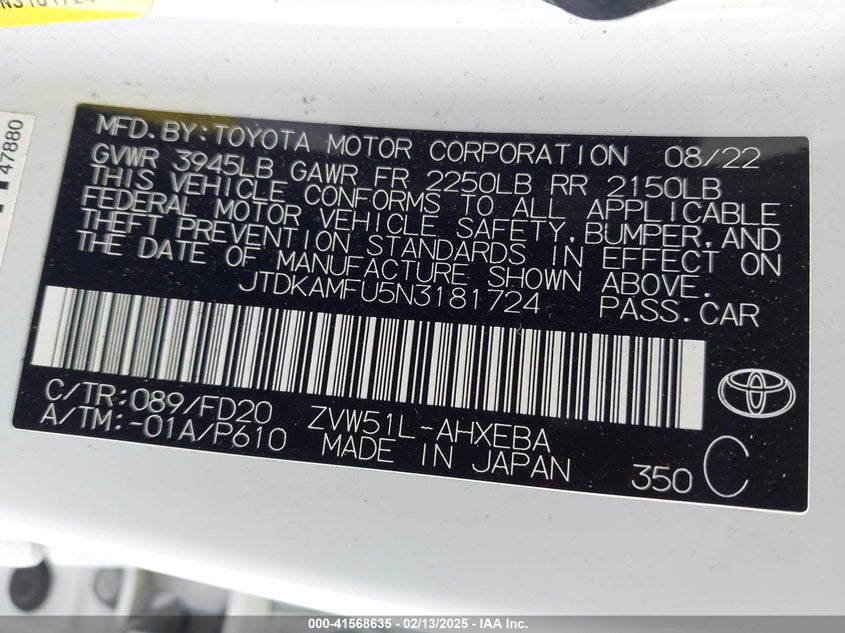 N3181724
47880
MFD.BY:TOYOTA MOTOR CORPORATION 08/22
GVWR 3945LB GAWR FR 2250LB RR 2150LB
THIS VEHICLE CONFORMS TO ALL APPLICABLE
FEDERAL MOTOR VEHICLE SAFETY,BUMPER,AND
THEFT PREVENTION STANDARDS IN EFFECT ON
THE DATE OF MANUFACTURE SHOWN ABOVE.
JTDKAMFU5N3181724 PASS.CAR
C/TR:089/FD20 ZVW51L-AHXEBA
A/TM:-01A/P610 MADE IN JAPAN 350 C
000-41568635 - 02/13/2025 - IAA Inc.